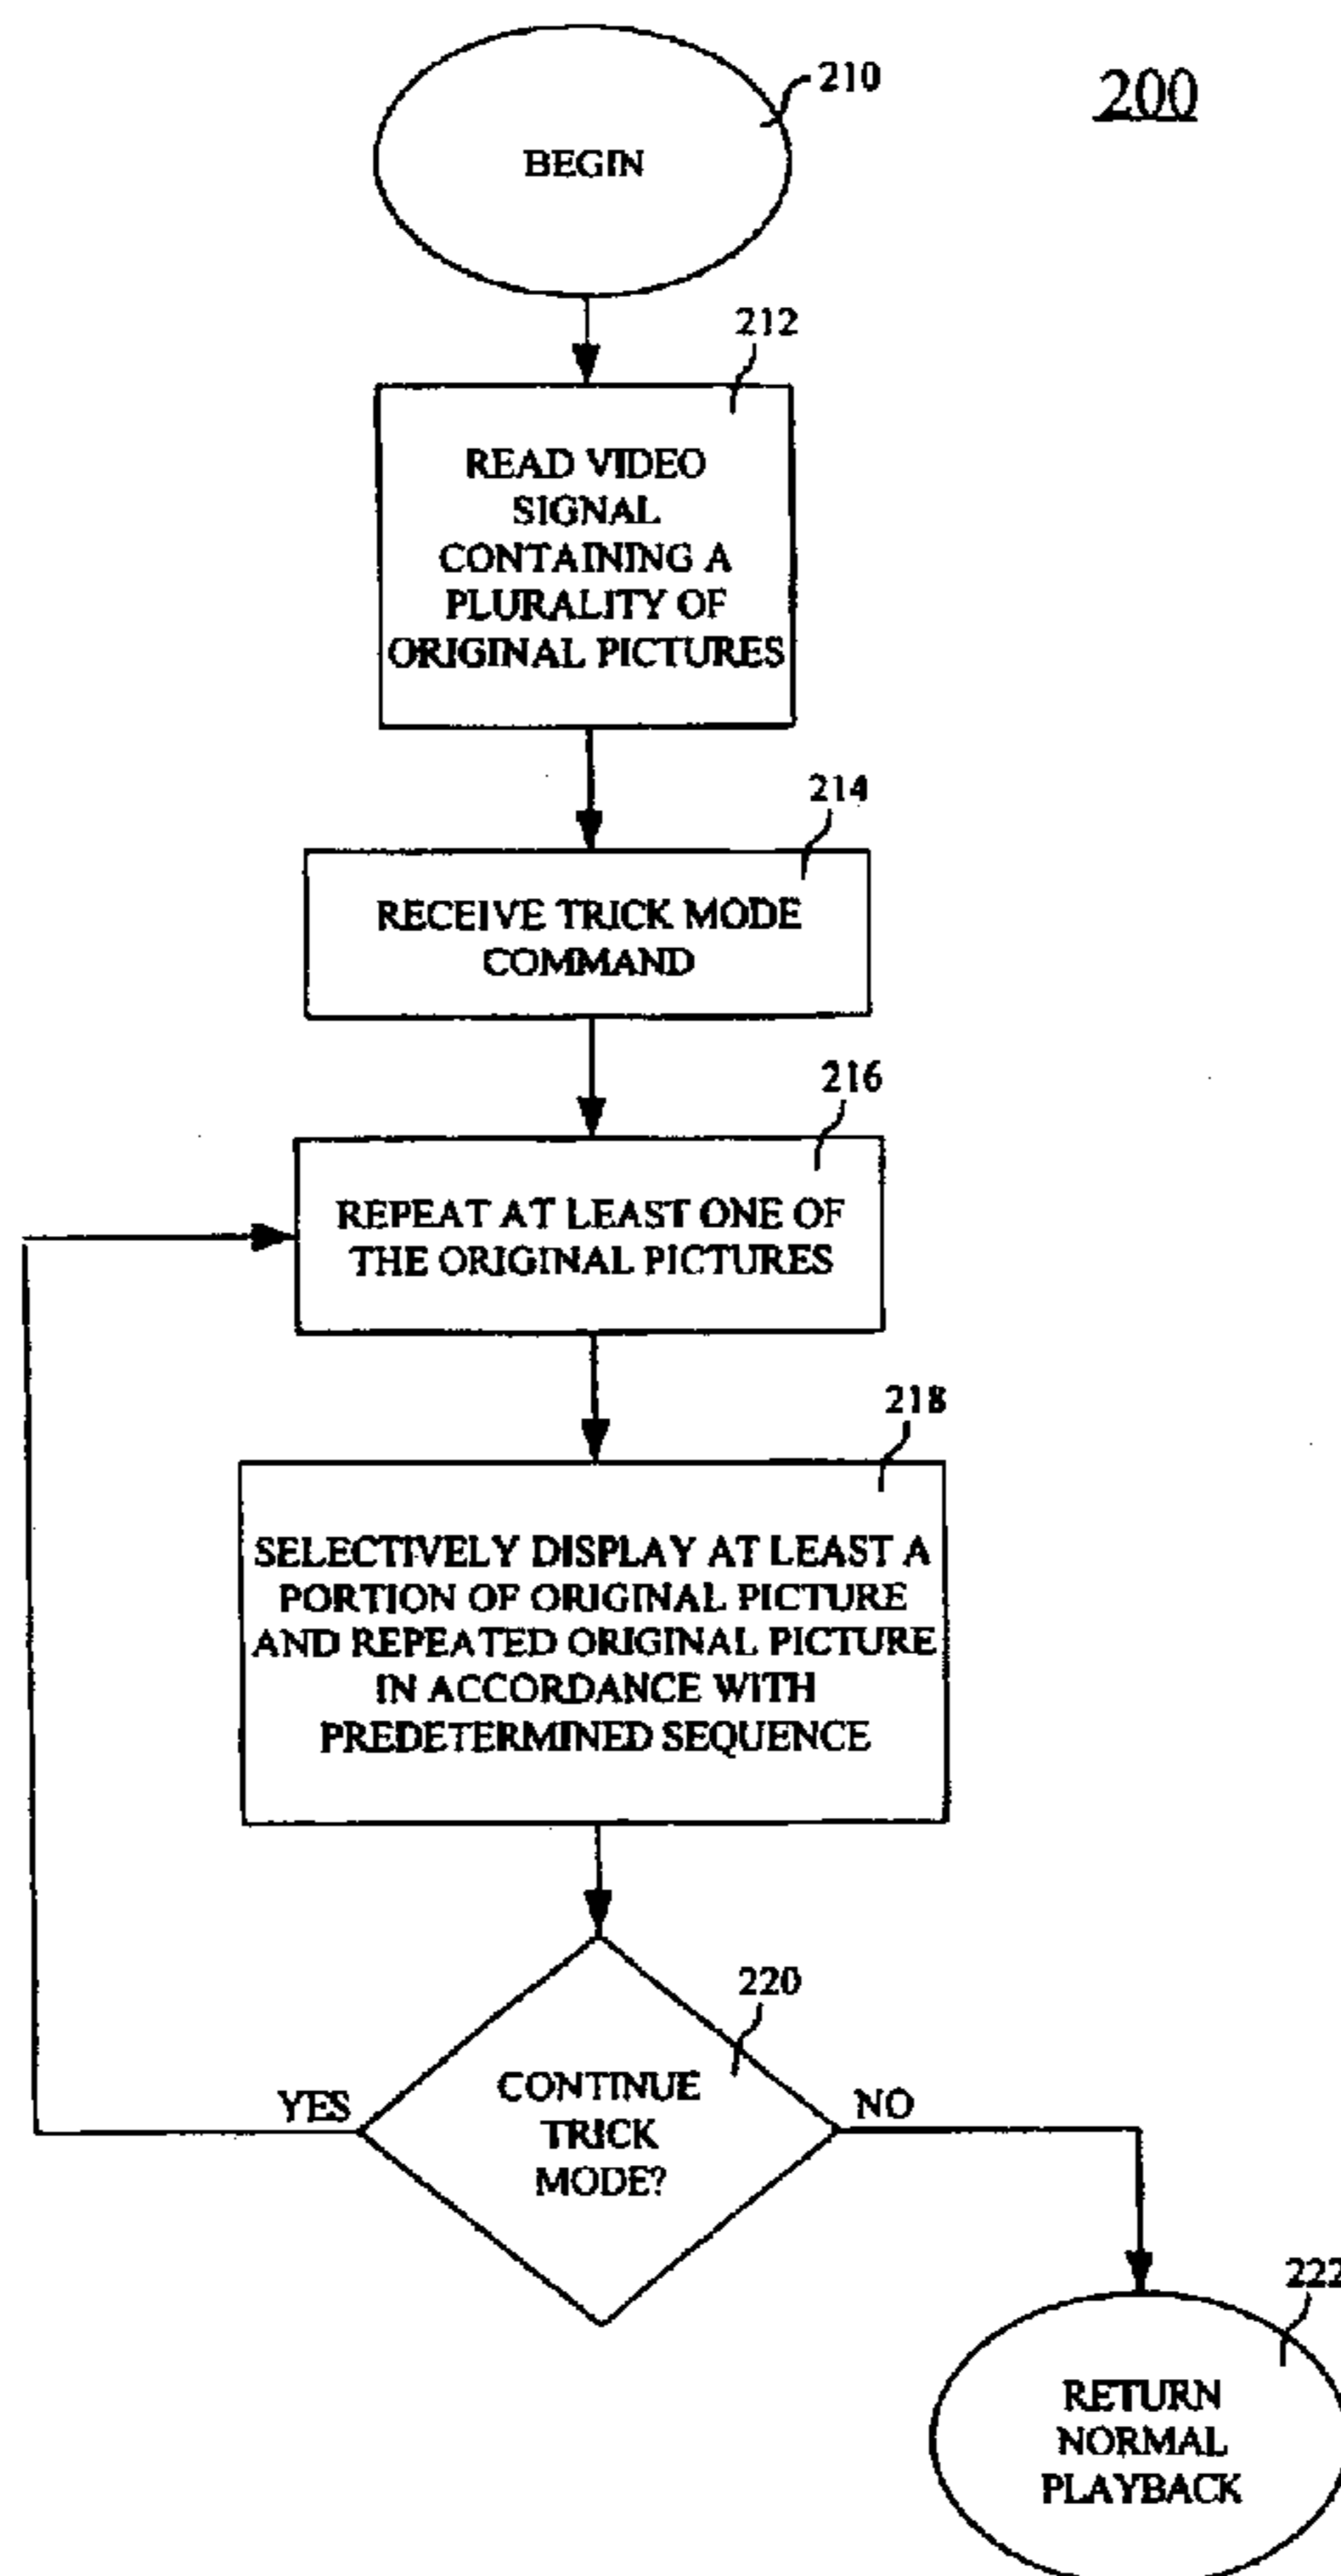 200
210
BEGIN
212
READ VIDEO
SIGNAL
CONTAINING A
PLURALITY OF
ORIGINAL PICTURES
214
RECEIVE TRICK MODE
COMMAND
216
REPEAT AT LEAST ONE OF
THE ORIGINAL PICTURES
218
SELECTIVELY DISPLAY AT LEAST A
PORTION OF ORIGINAL PICTURE
AND REPEATED ORIGINAL PICTURE
IN ACCORDANCE WITH
PREDETERMINED SEQUENCE
220
CONTINUE
TRICK
MODE?
YES
NO
222
RETURN
NORMAL
PLAYBACK